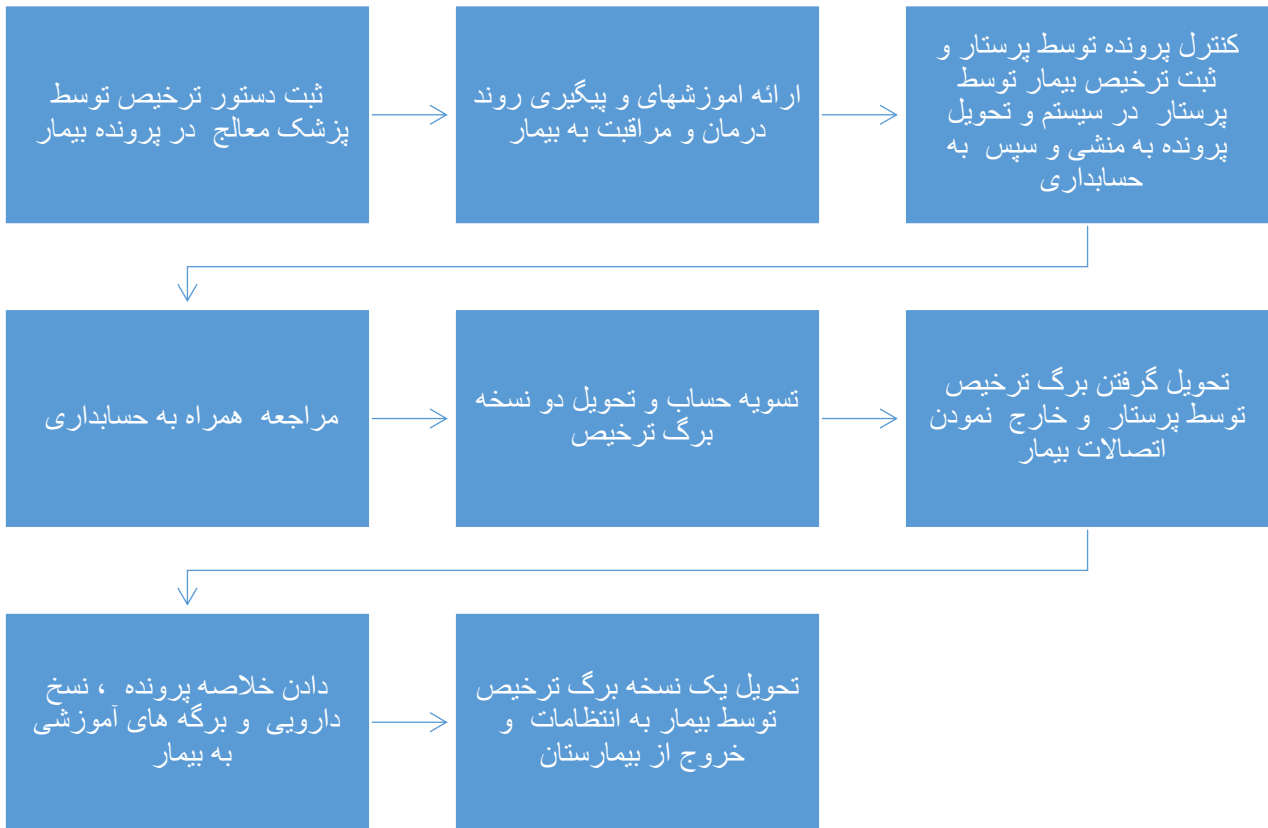 ثبت دستور ترخیص توسط
پزشک معالج در پرونده بیمار
ارائه اموزشهای و پیگیری روند
درمان و مراقبت به بیمار
کنترل پرونده توسط پرستار و
ثبت ترخیص بیمار توسط
پرستار در سیستم و تحویل
پرونده به منشی و سپس به
حسابداری
مراجعه همراه به حسابداری
تسویه حساب و تحویل دو نسخه
برگ ترخیص
تحویل گرفتن برگ ترخیص
توسط پرستار و خارج نمودن
اتصالات بیمار
دادن خلاصه پرونده ، نسخ
دارویی و برگه های آموزشی
به بیمار
تحویل یک نسخه برگ ترخیص
توسط بیمار به انتظامات و
خروج از بیمارستان